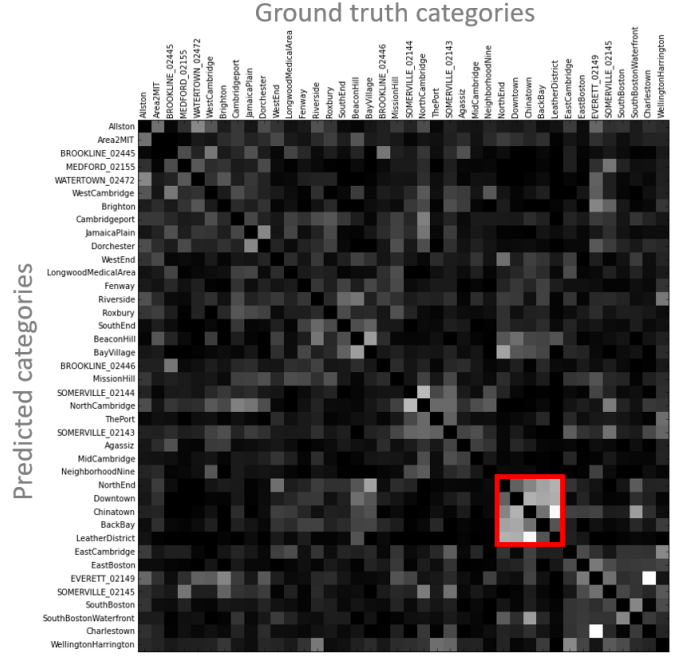 Ground truth categories
Allston
Area2MIT
BROOKLINE_02445
MEDFORD_02155
WATERTOWN_02472
WestCambridge
Brighton
Cambridgeport
JamaicaPlain
Dorchester
WestEnd
LongwoodMedicalArea
Fenway
Riverside
Roxbury
SouthEnd
BeaconHill
BayVillage
BROOKLINE_02446
MissionHill
SOMERVILLE_02144
NorthCambridge
ThePort
SOMERVILLE_02143
Agassiz
MidCambridge
NeighborhoodNine
NorthEnd
Downtown
Chinatown
BackBay
LeatherDistrict
EastCambridge
EastBoston
EVERETT_02149
SOMERVILLE_02145
SouthBoston
SouthBostonWaterfront
Charlestown
WellingtonHarrington
Predicted categories
Allston
Area2MIT
BROOKLINE_02445
MEDFORD_02155
WATERTOWN_02472
WestCambridge
Brighton
Cambridgeport
JamaicaPlain
Dorchester
WestEnd
LongwoodMedicalArea
Fenway
Riverside
Roxbury
SouthEnd
BeaconHill
BayVillage
BROOKLINE_02446
MissionHill
SOMERVILLE_02144
NorthCambridge
ThePort
SOMERVILLE_02143
Agassiz
MidCambridge
NeighborhoodNine
NorthEnd
Downtown
Chinatown
BackBay
LeatherDistrict
EastCambridge
EastBoston
EVERETT_02149
SOMERVILLE_02145
SouthBoston
SouthBostonWaterfront
Charlestown
WellingtonHarrington